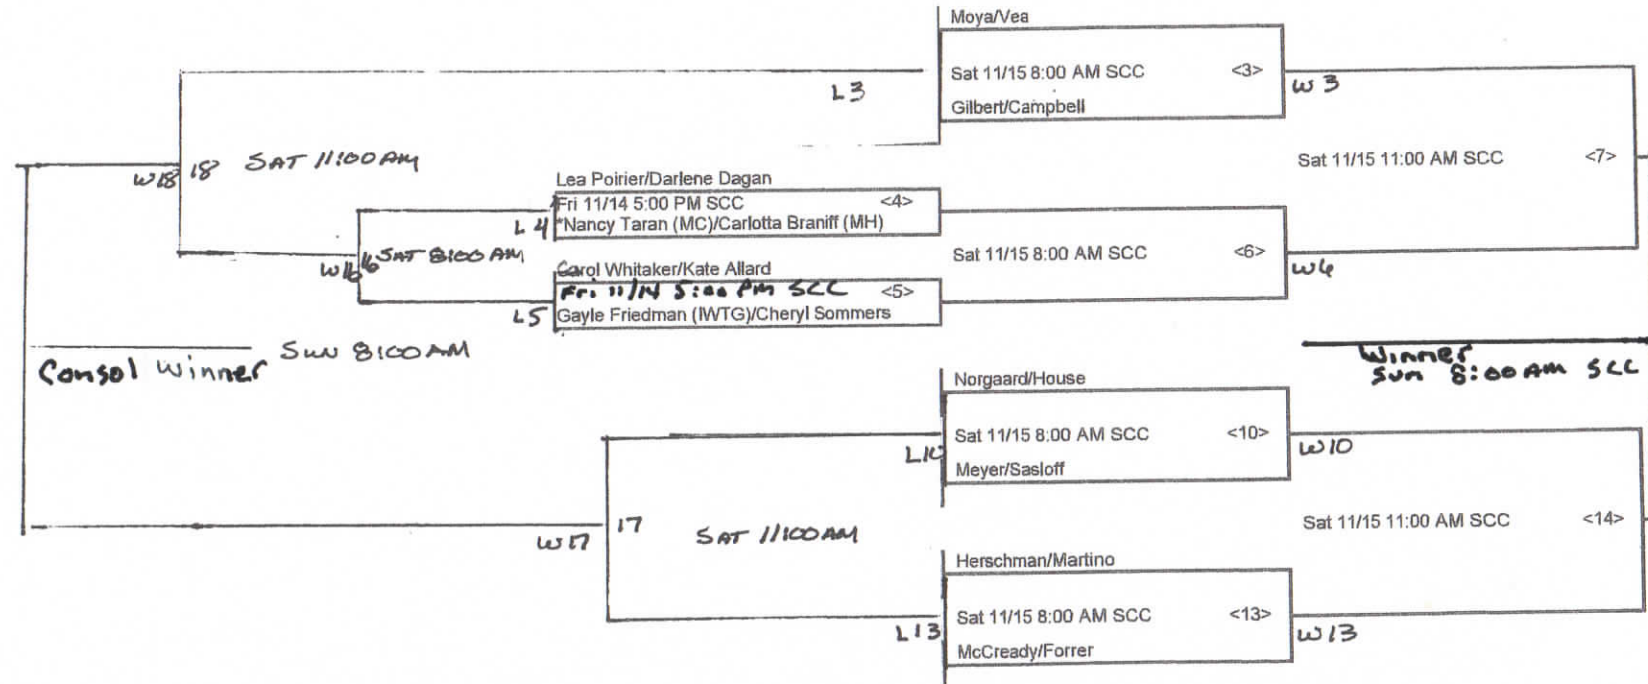 Moya/Vea
Sat 11/15 8:00 AM SCC <3>
L3
W3
Gilbert/Campbell
Sat 11/15 11:00 AM SCC <7>
W18 18 SAT 11:00 AM
Lea Poirier/Darlene Dagan
Fri 11/14 5:00 PM SCC <4>
L4 *Nancy Taran (MC)/Carlotta Braniff (MH)
W16 16 SAT 8:00 AM
Sat 11/15 8:00 AM SCC <6>
W6
Carol Whitaker/Kate Allard
Fri 11/14 5:00 PM SCC <5>
L5 Gayle Friedman (IWTG)/Cheryl Sommers
Consol Winner SUN 8:00 AM
Winner
Sun 8:00 AM SCC
Norgaard/House
Sat 11/15 8:00 AM SCC <10>
L10
W10
Meyer/Sasloff
Sat 11/15 11:00 AM SCC <14>
W17 17 SAT 11:00 AM
Herschman/Martino
Sat 11/15 8:00 AM SCC <13>
L13
W13
McCready/Forrer